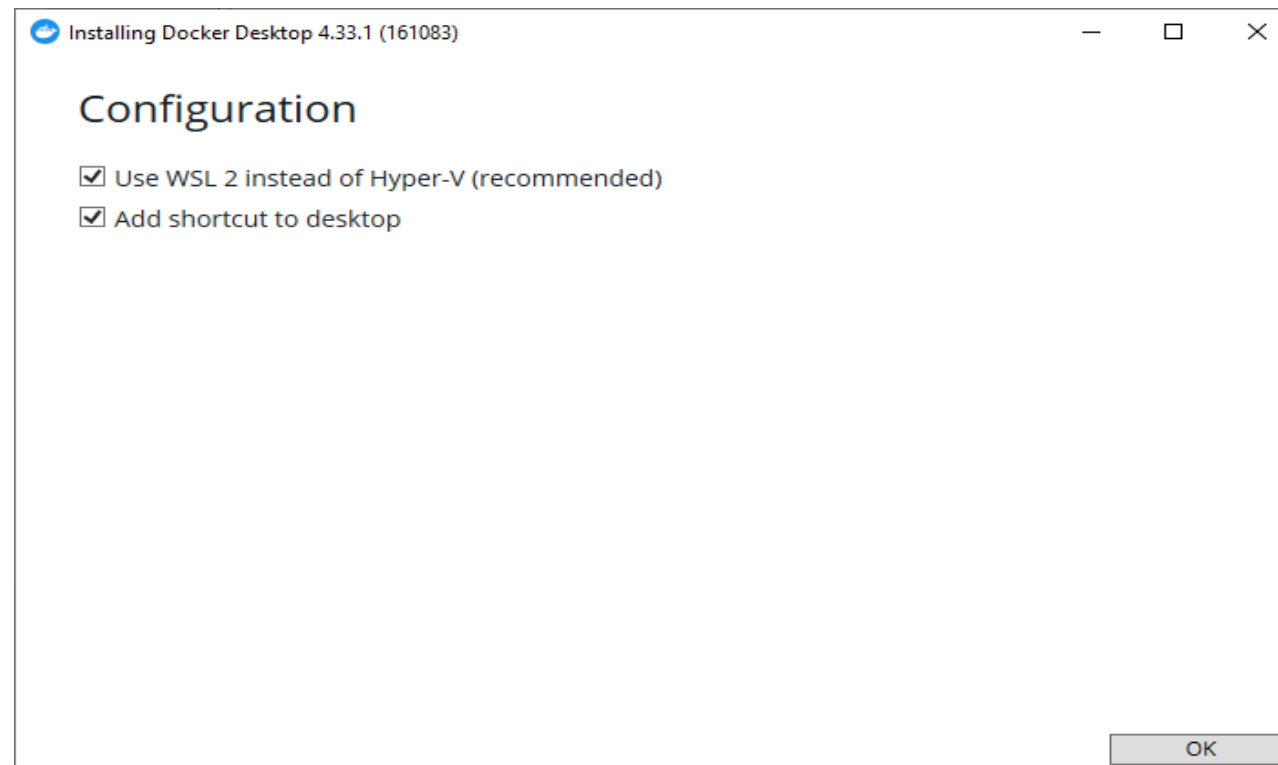 Installing Docker Desktop 4.33.1 (161083)
Configuration
Use WSL 2 instead of Hyper-V (recommended)
Add shortcut to desktop
OK